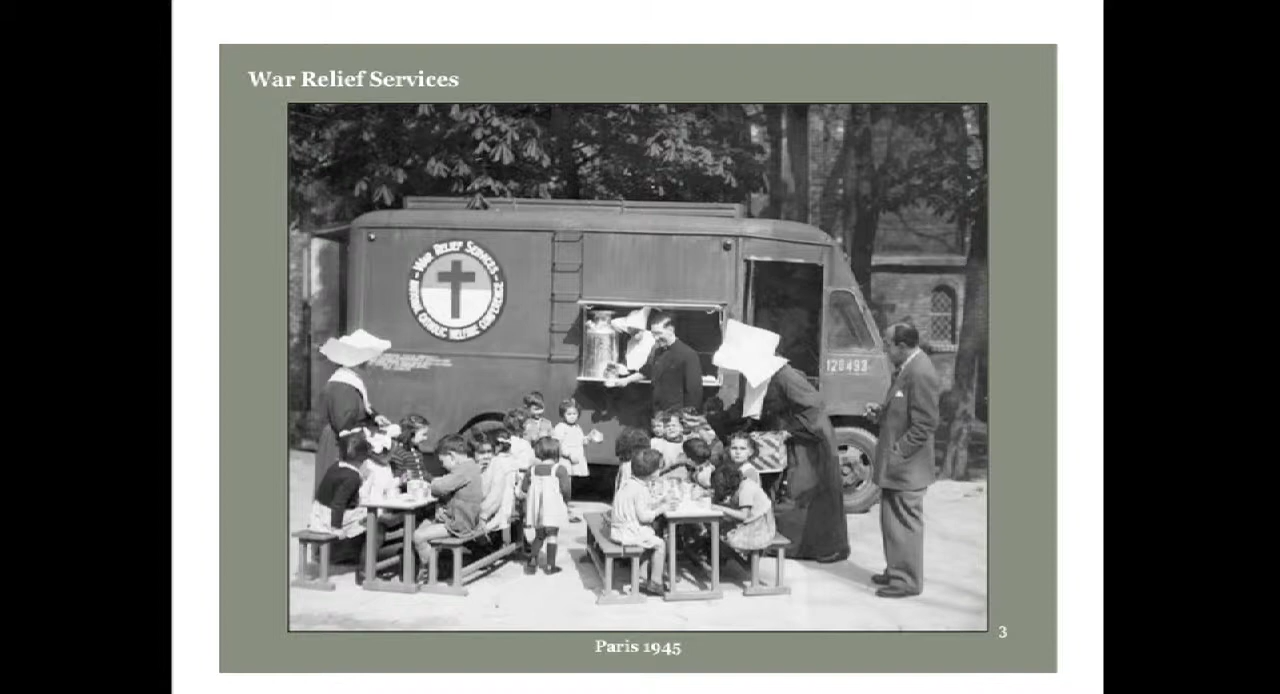 War Relief Services
WAR RELIEF SERVICES
NATIONAL CATHOLIC WELFARE CONFERENCE
120493
Paris 1945
3